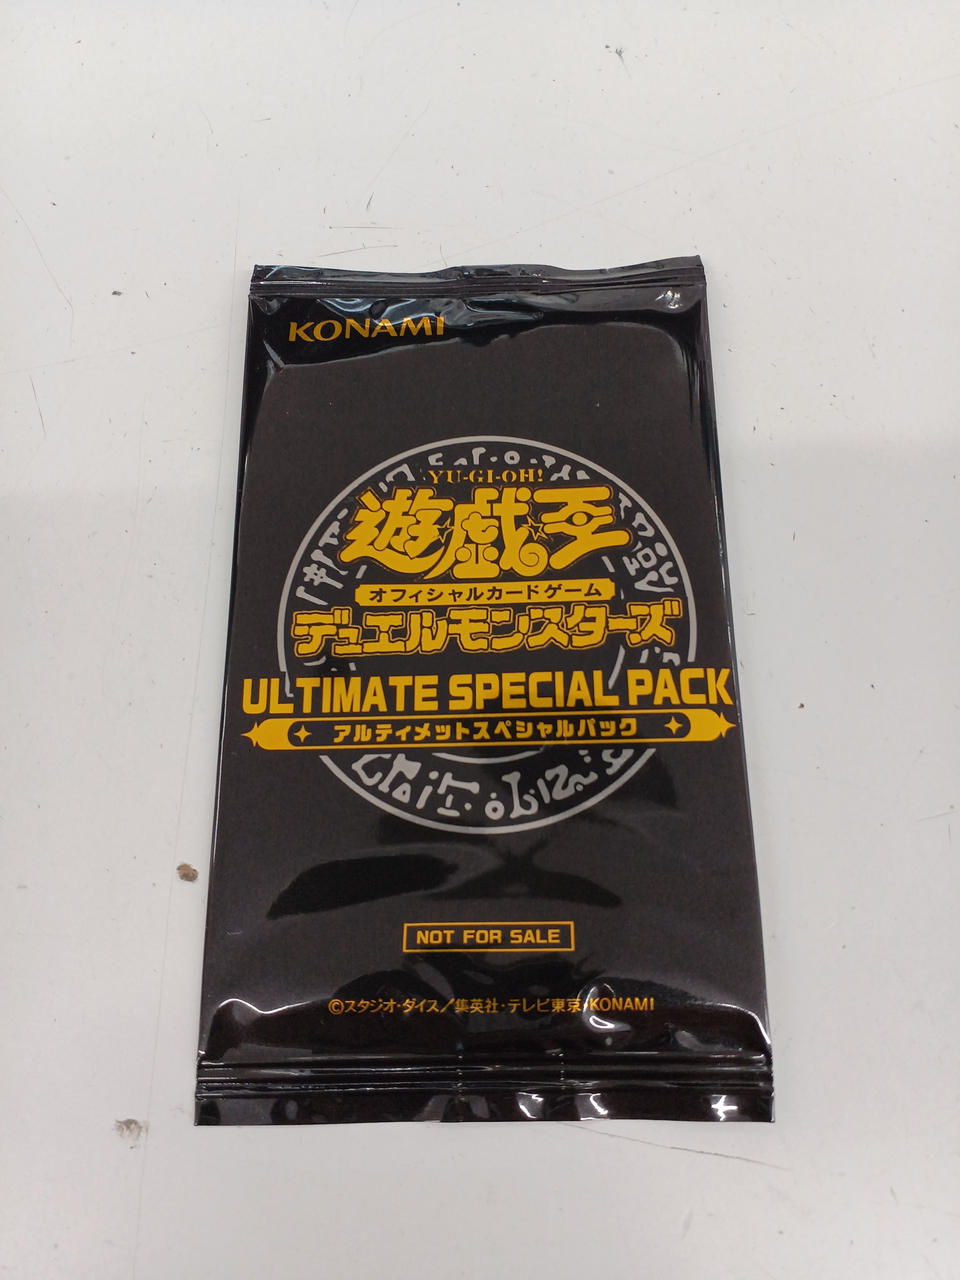 KONAMI
YU-GI-OH!
遊☆戯☆王
オフィシャルカードゲーム
デュエルモンスターズ
ULTIMATE SPECIAL PACK
アルティメットスペシャルパック
NOT FOR SALE
©スタジオ・ダイス/集英社・テレビ東京・KONAMI